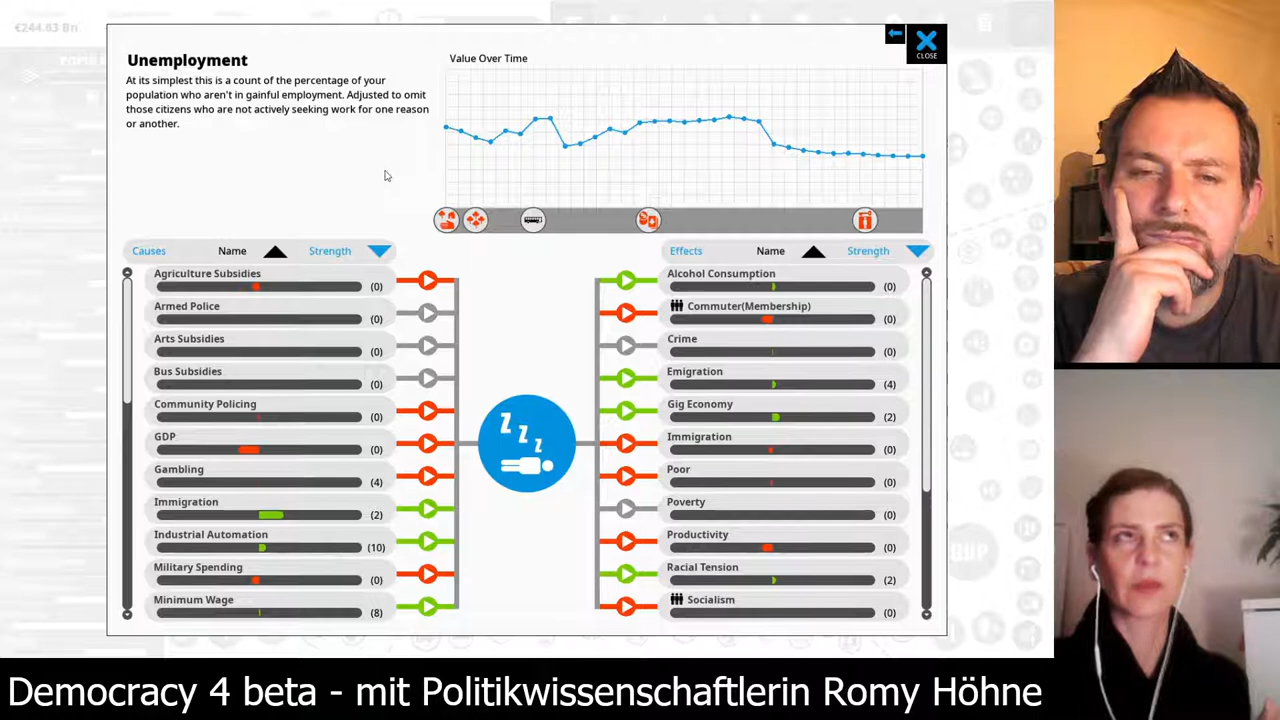 €244.03 Bn.
Unemployment
At its simplest this is a count of the percentage of your
population who aren't in gainful employment. Adjusted to omit
those citizens who are not actively seeking work for one reason
or another.
Value Over Time
CLOSE
Causes Name Strength
Agriculture Subsidies
(0)
Armed Police
(0)
Arts Subsidies
(0)
Bus Subsidies
(0)
Community Policing
(0)
GDP
(0)
Gambling
(4)
Immigration
(2)
Industrial Automation
(10)
Military Spending
(0)
Minimum Wage
(8)
z z z
Effects Name Strength
Alcohol Consumption
(0)
Commuter(Membership)
(0)
Crime
(0)
Emigration
(4)
Gig Economy
(2)
Immigration
(0)
Poor
(0)
Poverty
(0)
Productivity
(0)
Racial Tension
(2)
Socialism
(0)
Democracy 4 beta - mit Politikwissenschaftlerin Romy Höhne